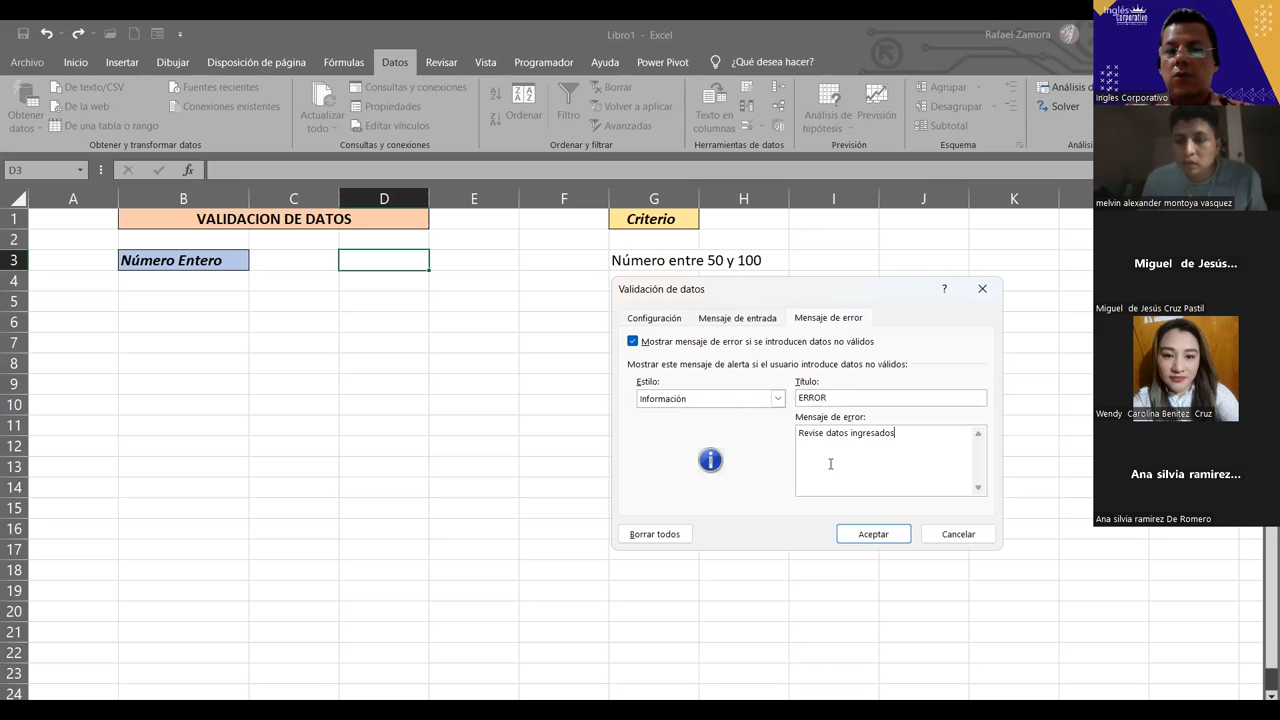 Libro1 - Excel
Rafael Zamora
Archivo Inicio Insertar Dibujar Disposición de página Fórmulas Datos Revisar Vista Programador Ayuda Power Pivot ¿Qué desea hacer?
Obtener datos
De texto/CSV
De la web
De una tabla o rango
Fuentes recientes
Conexiones existentes
Obtener y transformar datos
Actualizar todo
Consultas y conexiones
Propiedades
Editar vínculos
Consultas y conexiones
Ordenar
Filtro
Borrar
Volver a aplicar
Avanzadas
Ordenar y filtrar
Texto en columnas
Herramientas de datos
Análisis de hipótesis
Previsión
Previsión
Agrupar
Desagrupar
Subtotal
Esquema
Análisis d
Solver
Anális
D3
fx
A B C D E F G H I J K
1 VALIDACION DE DATOS Criterio
2
3 Número Entero Número entre 50 y 100
4
5
6
7
8
9
10
11
12
13
14
15
16
17
18
19
20
21
22
23
24
Validación de datos ?
Configuración Mensaje de entrada Mensaje de error
Mostrar mensaje de error si se introducen datos no válidos
Mostrar este mensaje de alerta si el usuario introduce datos no válidos:
Estilo: Título:
Información ERROR
Mensaje de error:
Revise datos ingresados
Borrar todos Aceptar Cancelar
Inglés
Corporativo
Ingles Corporativo
melvin alexander montoya vasquez
Miguel de Jesús...
Miguel de Jesús Cruz Pastil
Wendy Carolina Benitez Cruz
Ana silvia ramirez...
Ana silvia ramirez De Romero